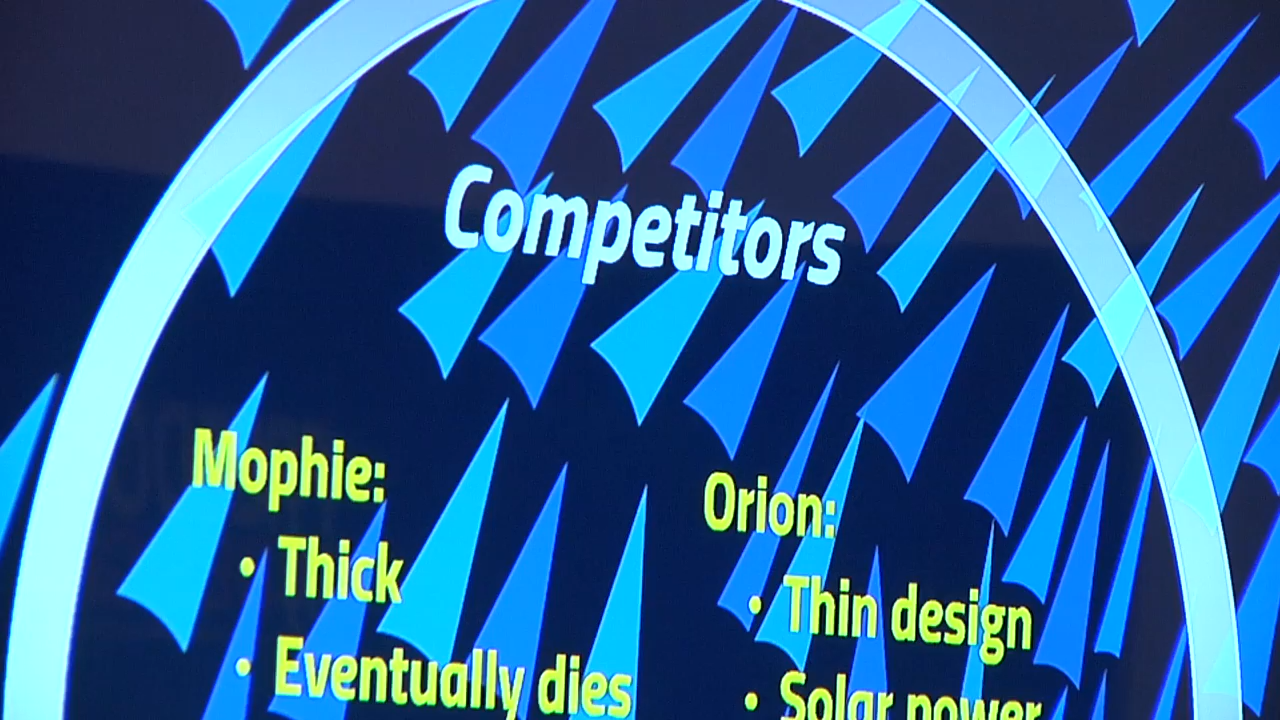 Competitors
Mophie:
• Thick
• Eventually dies
Orion:
• Thin design
• Solar power